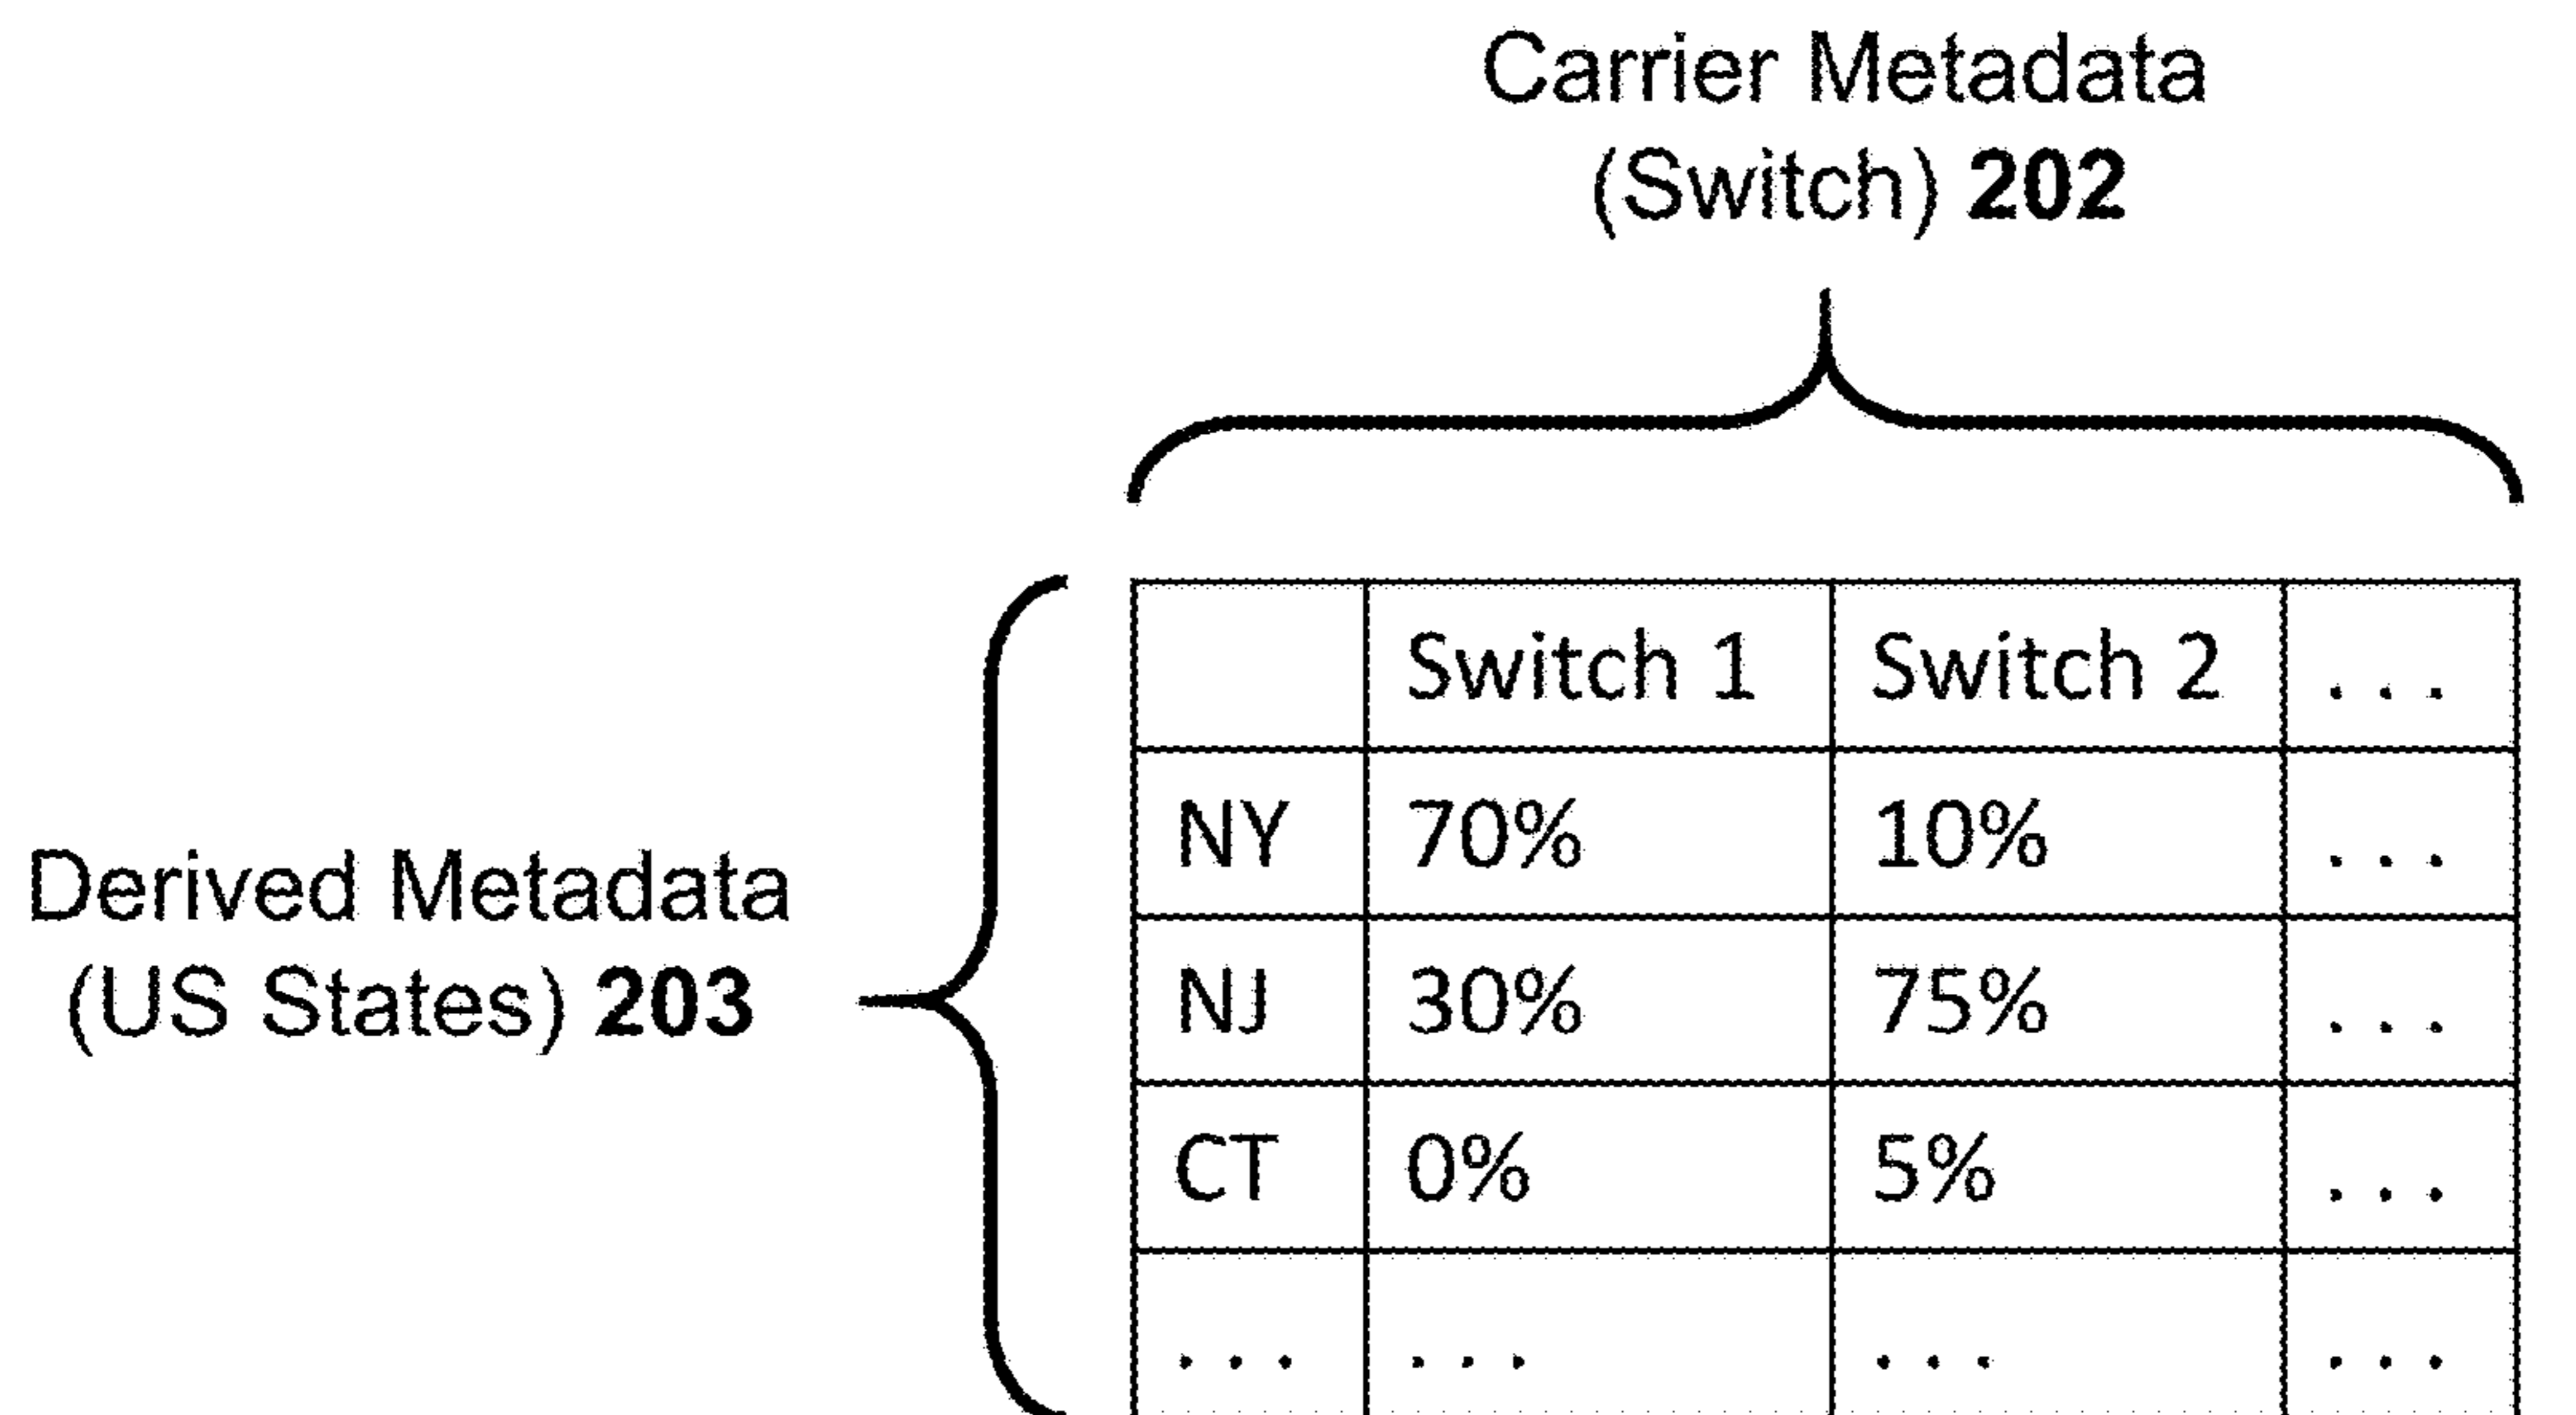 Carrier Metadata
(Switch) 202
Switch 1 Switch 2 . . .
NY 70% 10% . . .
Derived Metadata
(US States) 203
NJ 30% 75% . . .
CT 0% 5% . . .
. . . . . . . . . . . .